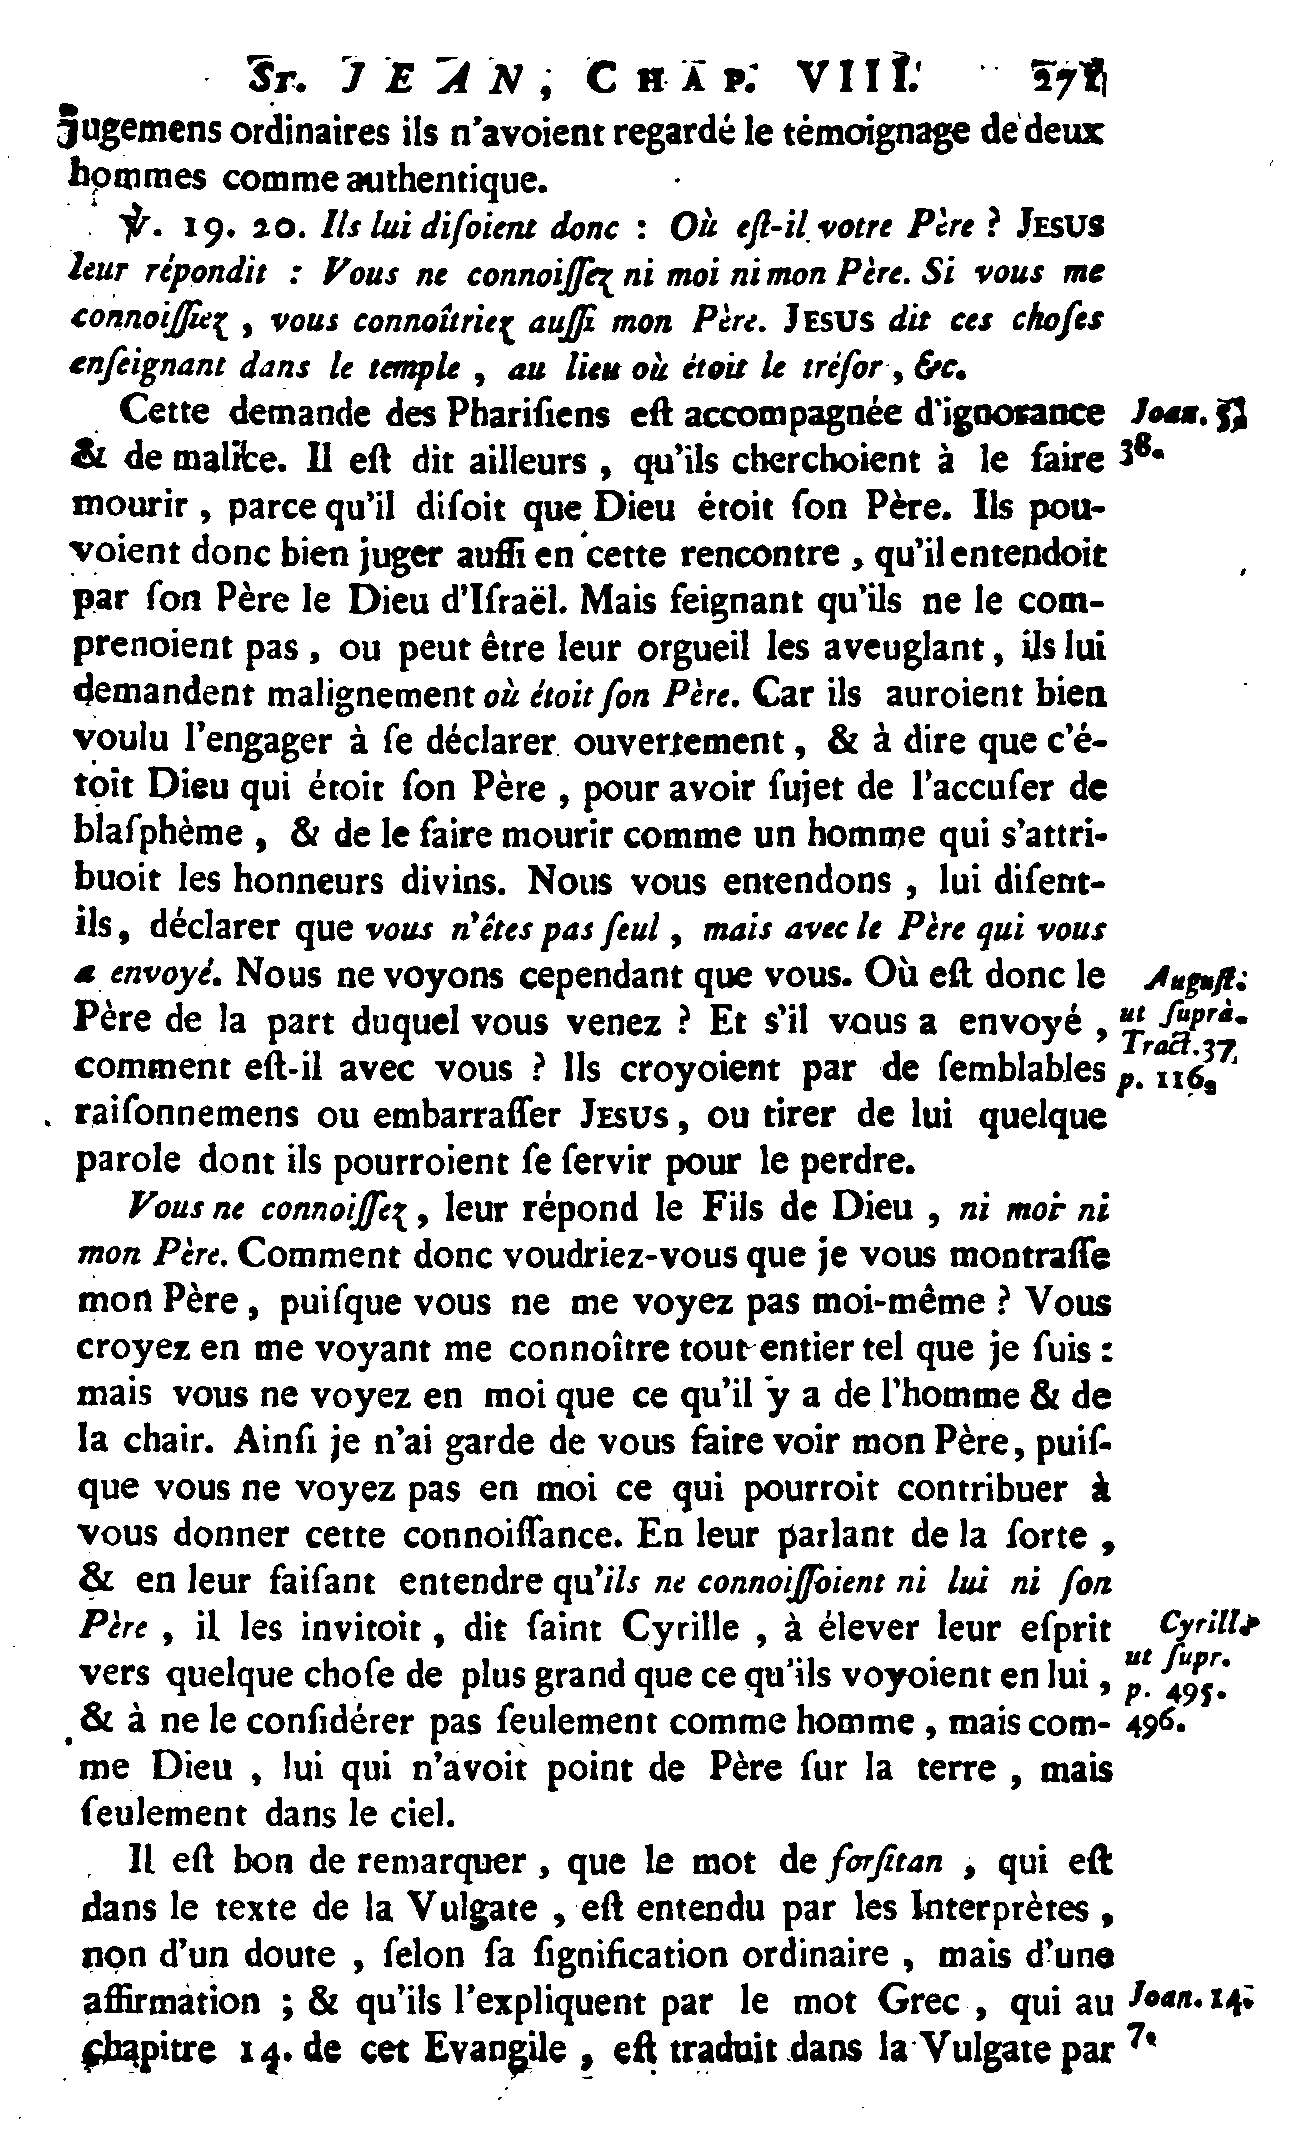 St. JEAN, CHAP. VIII. 271
jugemens ordinaires ils n'avoient regardé le témoignage de deux
hommes comme authentique.
℣. 19. 20. Ils lui diſoient donc : Où eſt-il votre Père ? JESUS
leur répondit : Vous ne connoiſſez ni moi ni mon Père. Si vous me
connoiſſiez, vous connoîtriez auſſi mon Père. JESUS dit ces choſes
enſeignant dans le temple, au lieu où étoit le tréſor, &c.
Cette demande des Phariſiens eſt accompagnée d'ignorance
Joan.
& de malice. Il eſt dit ailleurs, qu'ils cherchoient à le faire
38.
mourir, parce qu'il diſoit que Dieu étoit ſon Père. Ils pou-
voient donc bien juger auſſi en cette rencontre, qu'il entendoit
par ſon Père le Dieu d'Iſraël. Mais feignant qu'ils ne le com-
prenoient pas, ou peut être leur orgueil les aveuglant, ils lui
demandent malignement où étoit ſon Père. Car ils auroient bien
voulu l'engager à ſe déclarer ouvertement, & à dire que c'é-
toit Dieu qui étoit ſon Père, pour avoir ſujet de l'accuſer de
blaſphème, & de le faire mourir comme un homme qui s'attri-
buoit les honneurs divins. Nous vous entendons, lui diſent-
ils, déclarer que vous n'êtes pas ſeul, mais avec le Père qui vous
a envoyé. Nous ne voyons cependant que vous. Où eſt donc le
Auguſt.
Père de la part duquel vous venez ? Et s'il vous a envoyé,
ut ſuprà.
Tract. 37.
comment eſt-il avec vous ? Ils croyoient par de ſemblables
p. 116.
raiſonnemens ou embarraſſer JESUS, ou tirer de lui quelque
parole dont ils pourroient ſe ſervir pour le perdre.
Vous ne connoiſſez, leur répond le Fils de Dieu, ni moi ni
mon Père. Comment donc voudriez-vous que je vous montraſſe
mon Père, puiſque vous ne me voyez pas moi-même ? Vous
croyez en me voyant me connoître tout entier tel que je ſuis :
mais vous ne voyez en moi que ce qu'il y a de l'homme & de
la chair. Ainſi je n'ai garde de vous faire voir mon Père, puiſ-
que vous ne voyez pas en moi ce qui pourroit contribuer à
vous donner cette connoiſſance. En leur parlant de la ſorte,
& en leur faiſant entendre qu'ils ne connoiſſoient ni lui ni ſon
Père, il les invitoit, dit ſaint Cyrille, à élever leur eſprit
Cyrill.
vers quelque choſe de plus grand que ce qu'ils voyoient en lui,
ut ſupr.
p. 495.
& à ne le conſidérer pas ſeulement comme homme, mais com-
496.
me Dieu, lui qui n'avoit point de Père ſur la terre, mais
ſeulement dans le ciel.
Il eſt bon de remarquer, que le mot de forſitan, qui eſt
dans le texte de la Vulgate, eſt entendu par les Interprètes,
non d'un doute, ſelon ſa ſignification ordinaire, mais d'une
affirmation ; & qu'ils l'expliquent par le mot Grec, qui au
Joan. 14.
chapitre 14. de cet Evangile, eſt traduit dans la Vulgate par
7.